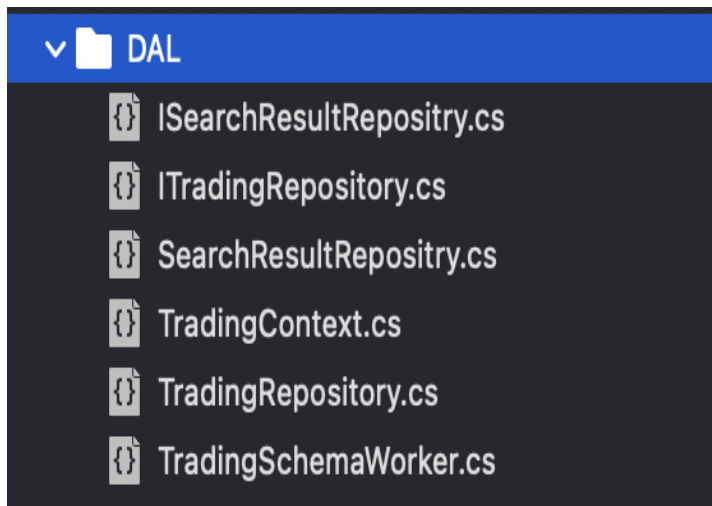 DAL
ISearchResultRepositry.cs
ITradingRepository.cs
SearchResultRepositry.cs
TradingContext.cs
TradingRepository.cs
TradingSchemaWorker.cs